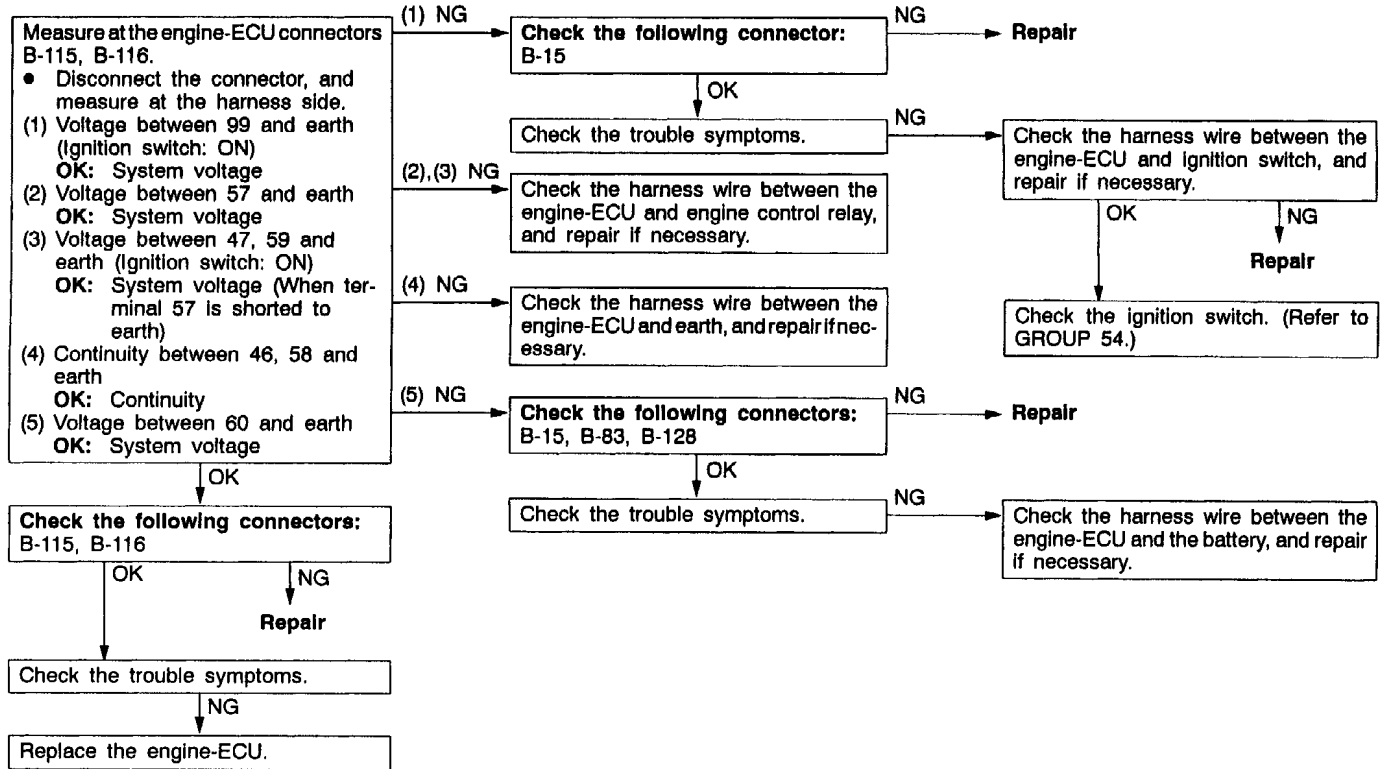 Measure at the engine-ECU connectors
B-115, B-116.
● Disconnect the connector, and
measure at the harness side.
(1) Voltage between 99 and earth
(Ignition switch: ON)
OK: System voltage
(2) Voltage between 57 and earth
OK: System voltage
(3) Voltage between 47, 59 and
earth (Ignition switch: ON)
OK: System voltage (When ter-
minal 57 is shorted to
earth)
(4) Continuity between 46, 58 and
earth
OK: Continuity
(5) Voltage between 60 and earth
OK: System voltage
(1) NG
Check the following connector:
B-15
NG
Repair
OK
Check the trouble symptoms.
NG
Check the harness wire between the
engine-ECU and ignition switch, and
repair if necessary.
OK
NG
Repair
Check the ignition switch. (Refer to
GROUP 54.)
(2),(3) NG
Check the harness wire between the
engine-ECU and engine control relay,
and repair if necessary.
(4) NG
Check the harness wire between the
engine-ECU and earth, and repair if nec-
essary.
(5) NG
Check the following connectors:
B-15, B-83, B-128
NG
Repair
OK
Check the trouble symptoms.
NG
Check the harness wire between the
engine-ECU and the battery, and repair
if necessary.
OK
Check the following connectors:
B-115, B-116
OK
NG
Repair
Check the trouble symptoms.
NG
Replace the engine-ECU.